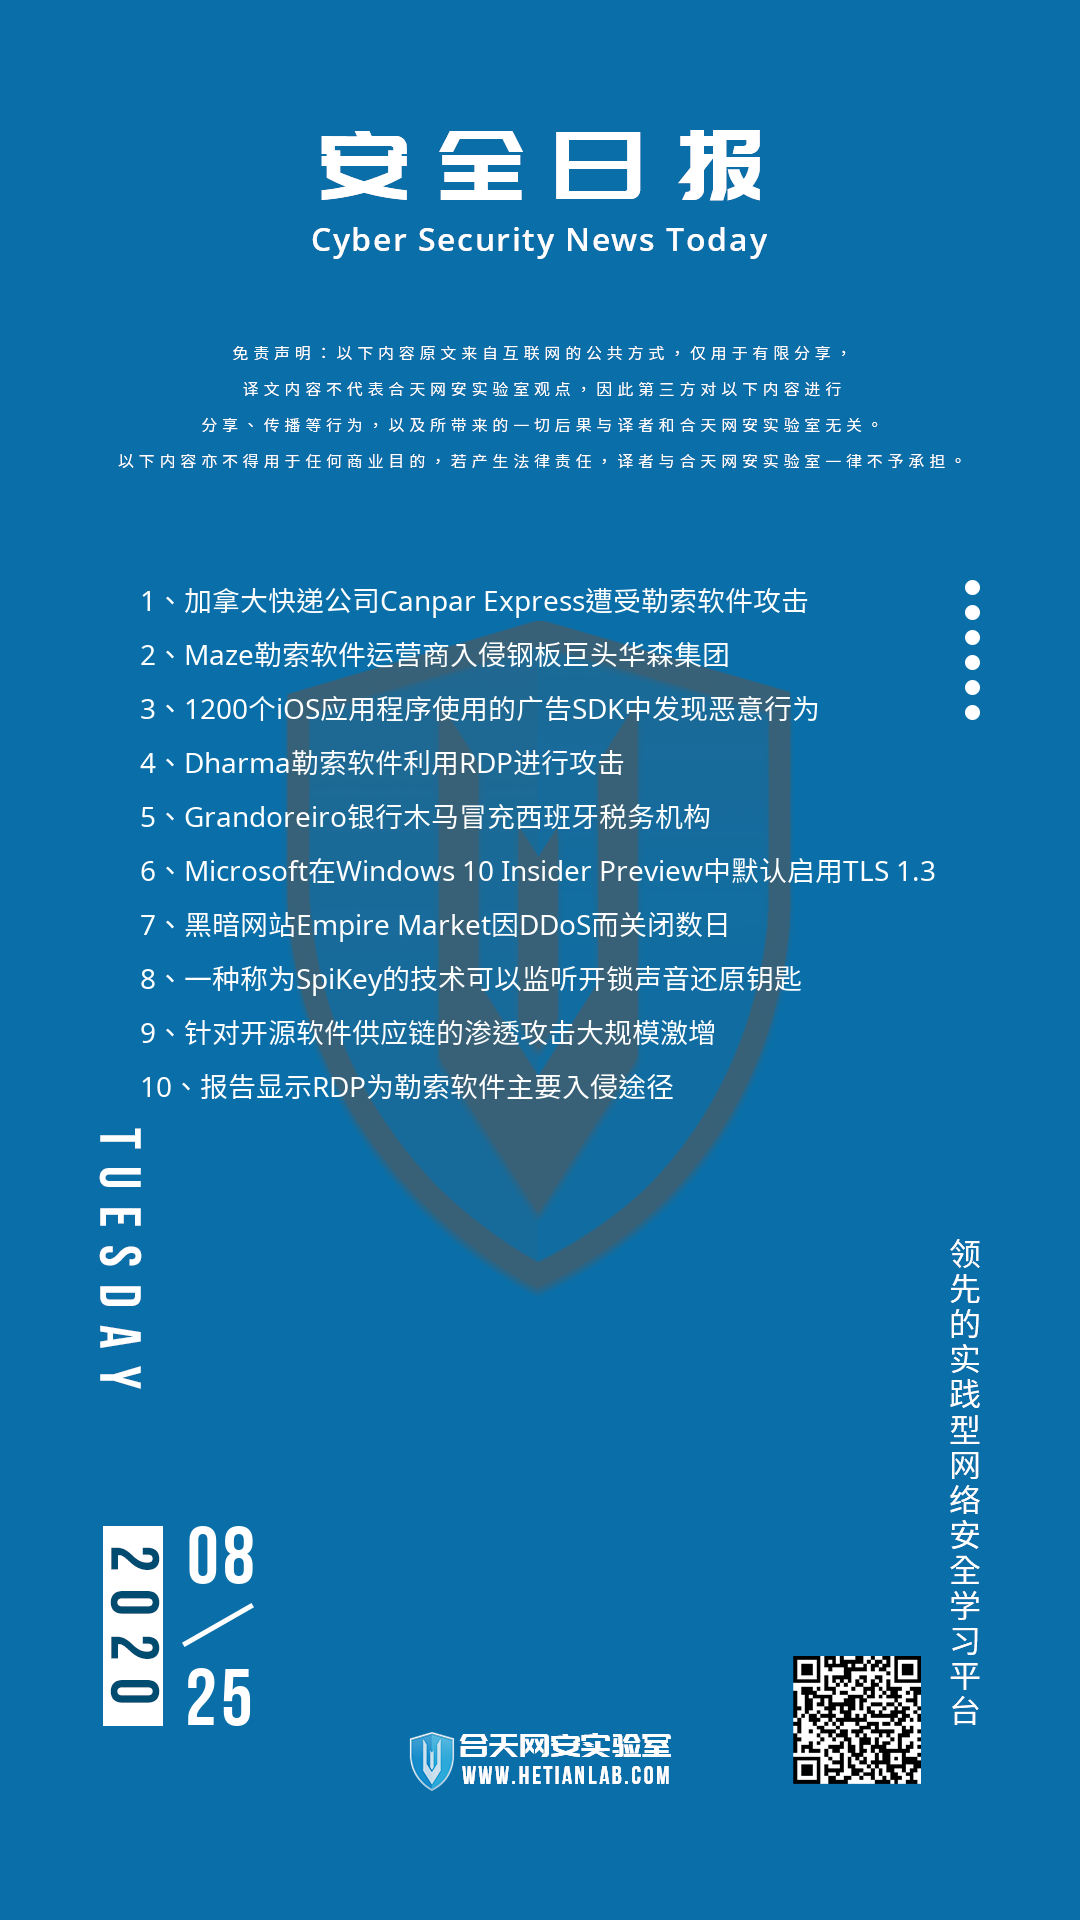 安全日报
Cyber Security News Today
免责声明：以下内容原文来自互联网的公共方式，仅用于有限分享，
译文内容不代表合天网安实验室观点，因此第三方对以下内容进行
分享、传播等行为，以及所带来的一切后果与译者和合天网安实验室无关。
以下内容亦不得用于任何商业目的，若产生法律责任，译者与合天网安实验室一律不予承担。
1、加拿大快递公司Canpar Express遭受勒索软件攻击
2、Maze勒索软件运营商入侵钢板巨头华森集团
3、1200个iOS应用程序使用的广告SDK中发现恶意行为
4、Dharma勒索软件利用RDP进行攻击
5、Grandoreiro银行木马冒充西班牙税务机构
6、Microsoft在Windows 10 Insider Preview中默认启用TLS 1.3
7、黑暗网站Empire Market因DDoS而关闭数日
8、一种称为SpiKey的技术可以监听开锁声音还原钥匙
9、针对开源软件供应链的渗透攻击大规模激增
10、报告显示RDP为勒索软件主要入侵途径
TUESDAY
领先的实践型网络安全学习平台
2020
08
25
合天网安实验室
WWW.HETIANLAB.COM